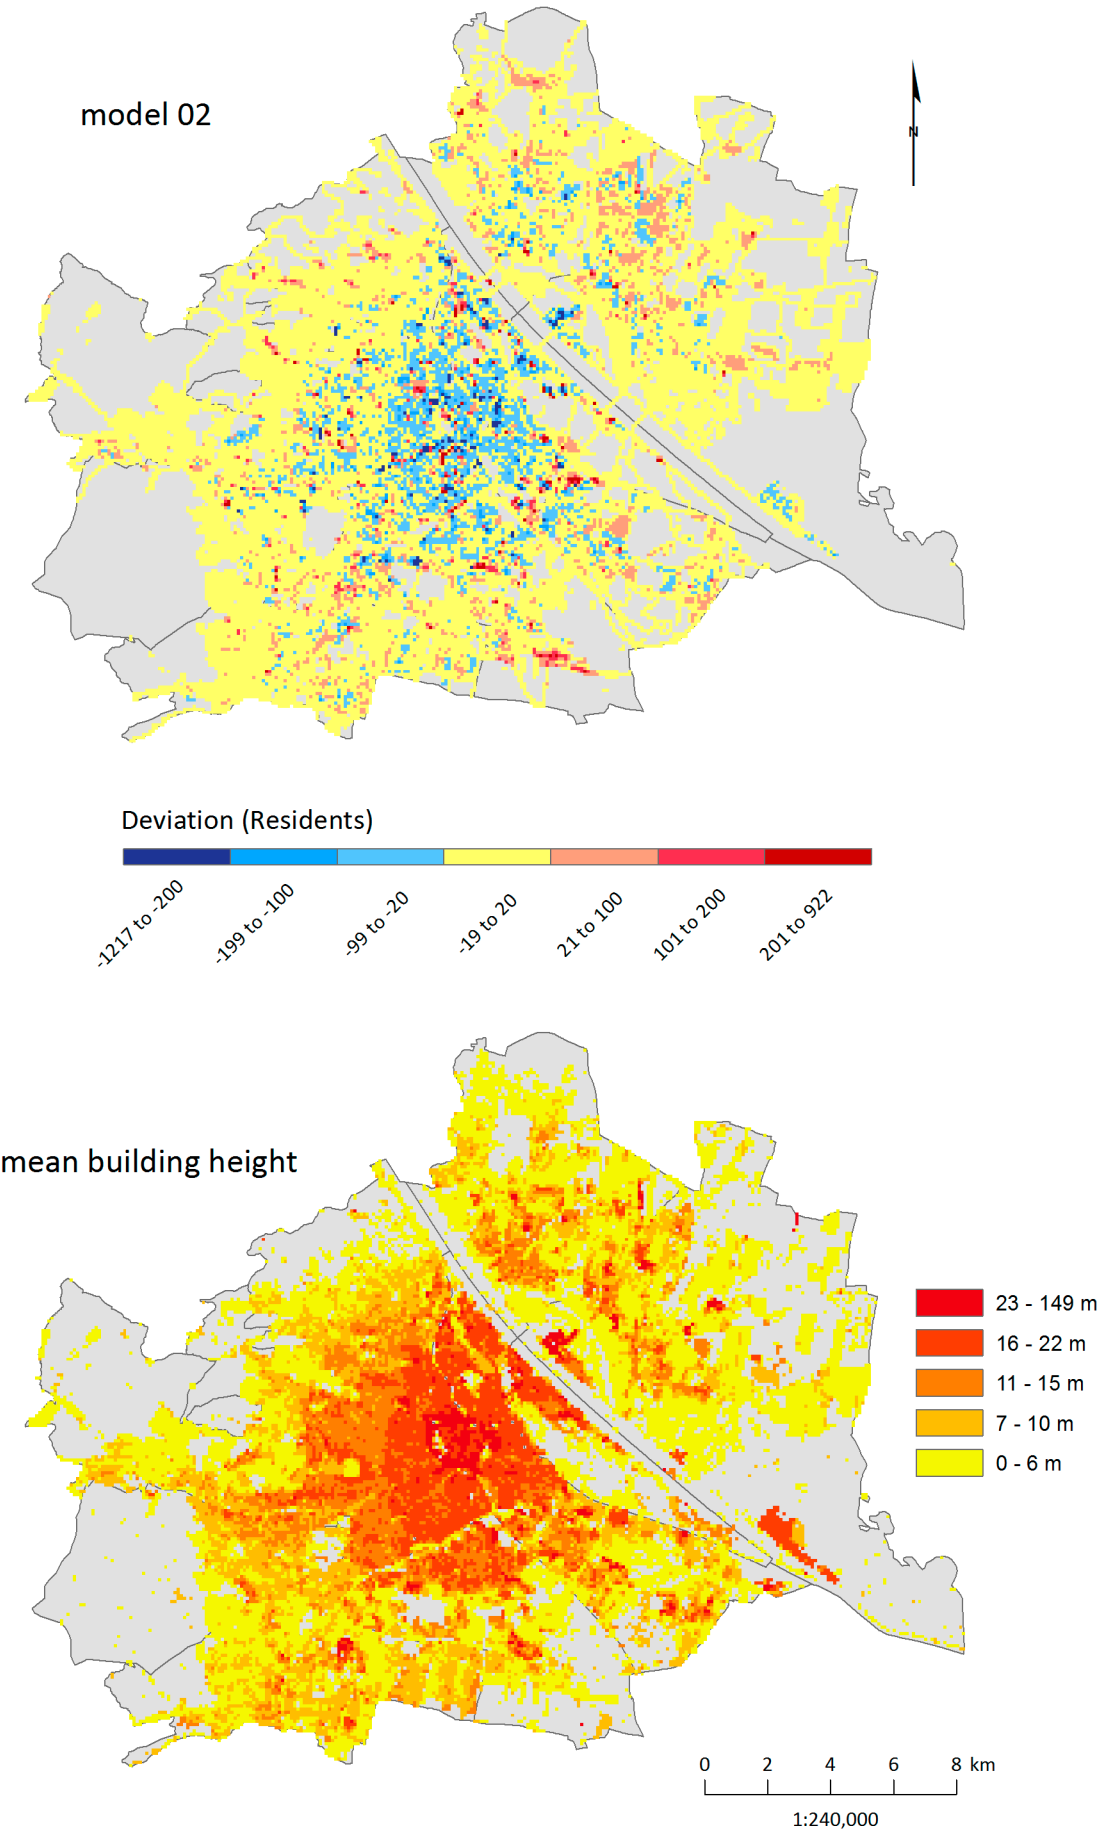 model 02
N
Deviation (Residents)
-1217 to -200
-199 to -100
-99 to -20
-19 to 20
21 to 100
101 to 200
201 to 922
mean building height
23 - 149 m
16 - 22 m
11 - 15 m
7 - 10 m
0 - 6 m
0 2 4 6 8 km
1:240,000